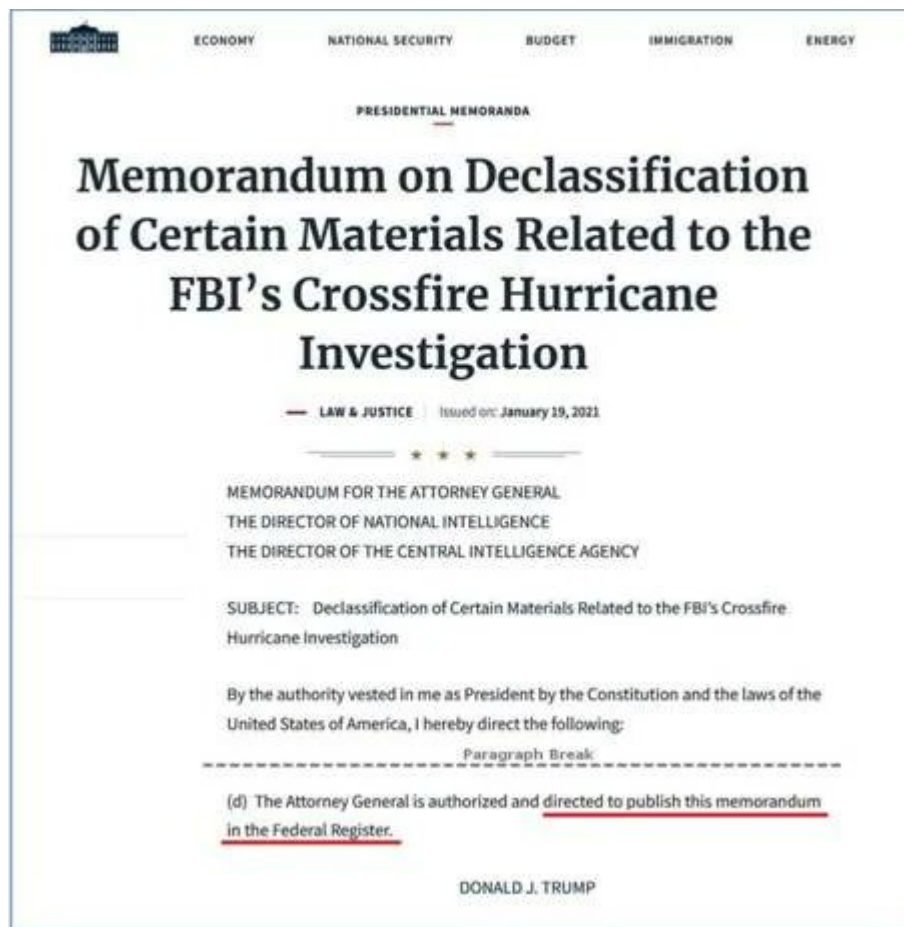 ECONOMY NATIONAL SECURITY BUDGET IMMIGRATION ENERGY
PRESIDENTIAL MEMORANDA
Memorandum on Declassification
of Certain Materials Related to the
FBI’s Crossfire Hurricane
Investigation
LAW & JUSTICE Issued on: January 19, 2021
MEMORANDUM FOR THE ATTORNEY GENERAL
THE DIRECTOR OF NATIONAL INTELLIGENCE
THE DIRECTOR OF THE CENTRAL INTELLIGENCE AGENCY
SUBJECT: Declassification of Certain Materials Related to the FBI’s Crossfire
Hurricane Investigation
By the authority vested in me as President by the Constitution and the laws of the
United States of America, I hereby direct the following:
Paragraph Break
(d) The Attorney General is authorized and directed to publish this memorandum
in the Federal Register.
DONALD J. TRUMP